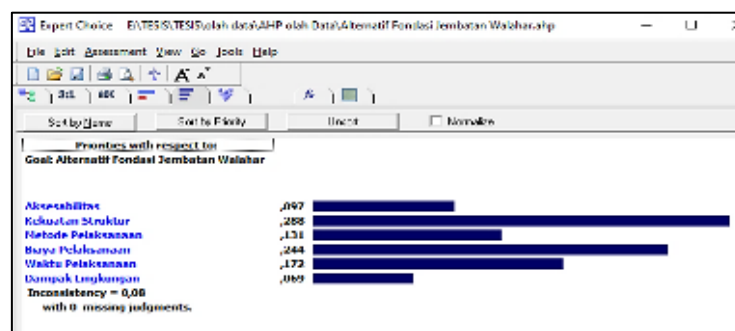 Expert Choice E:\TESIS\TESIS\olah data\AHP olah Data\Alternatif Fondasi Jembatan Walahar.ahp
File Edit Assessment View Go Tools Help
3:1 ABC
Sort by Name Sort by Priority Unsort Normalize
Priorities with respect to:
Goal: Alternatif Fondasi Jembatan Walahar
Aksesabilitas ,097
Kekuatan Struktur ,288
Metode Pelaksanaan ,131
Biaya Pelaksanaan ,244
Waktu Pelaksanaan ,172
Dampak Lingkungan ,069
Inconsistency = 0,08
with 0 missing judgments.